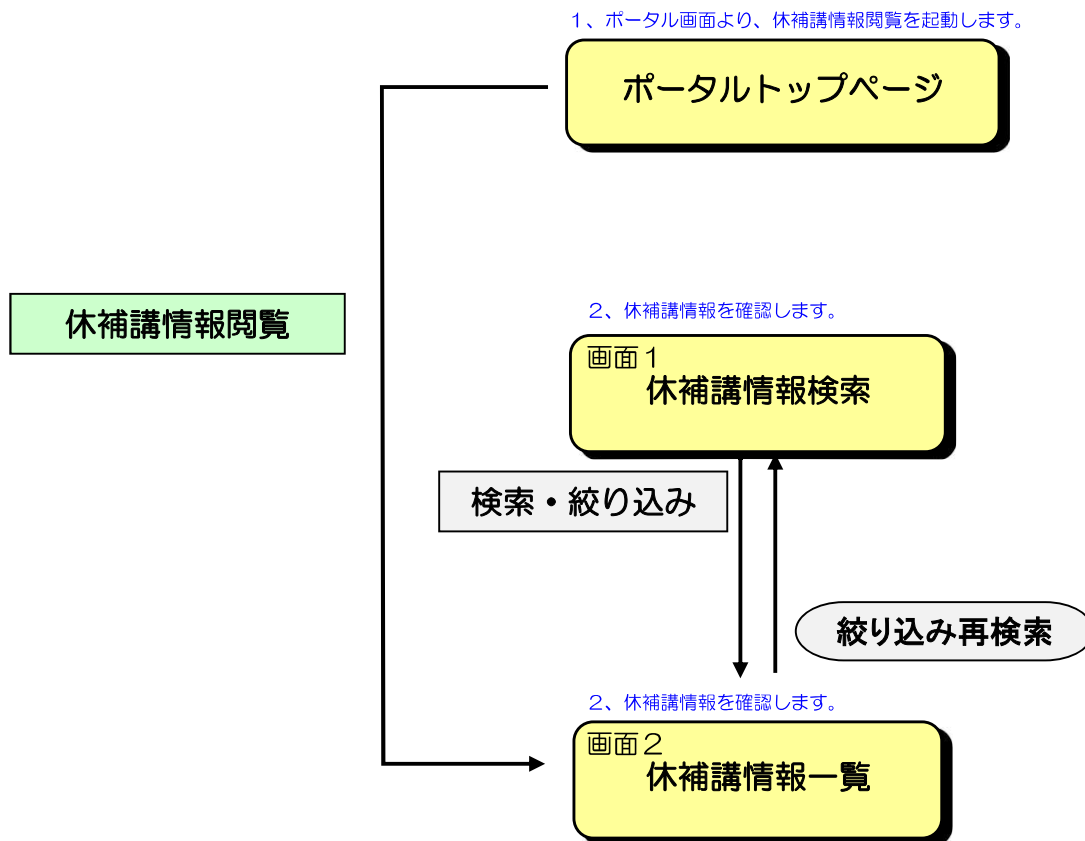 １、ポータル画面より、休補講情報閲覧を起動します。
ポータルトップページ
休補講情報閲覧
２、休補講情報を確認します。
画面１
休補講情報検索
検索・絞り込み
絞り込み再検索
２、休補講情報を確認します。
画面２
休補講情報一覧